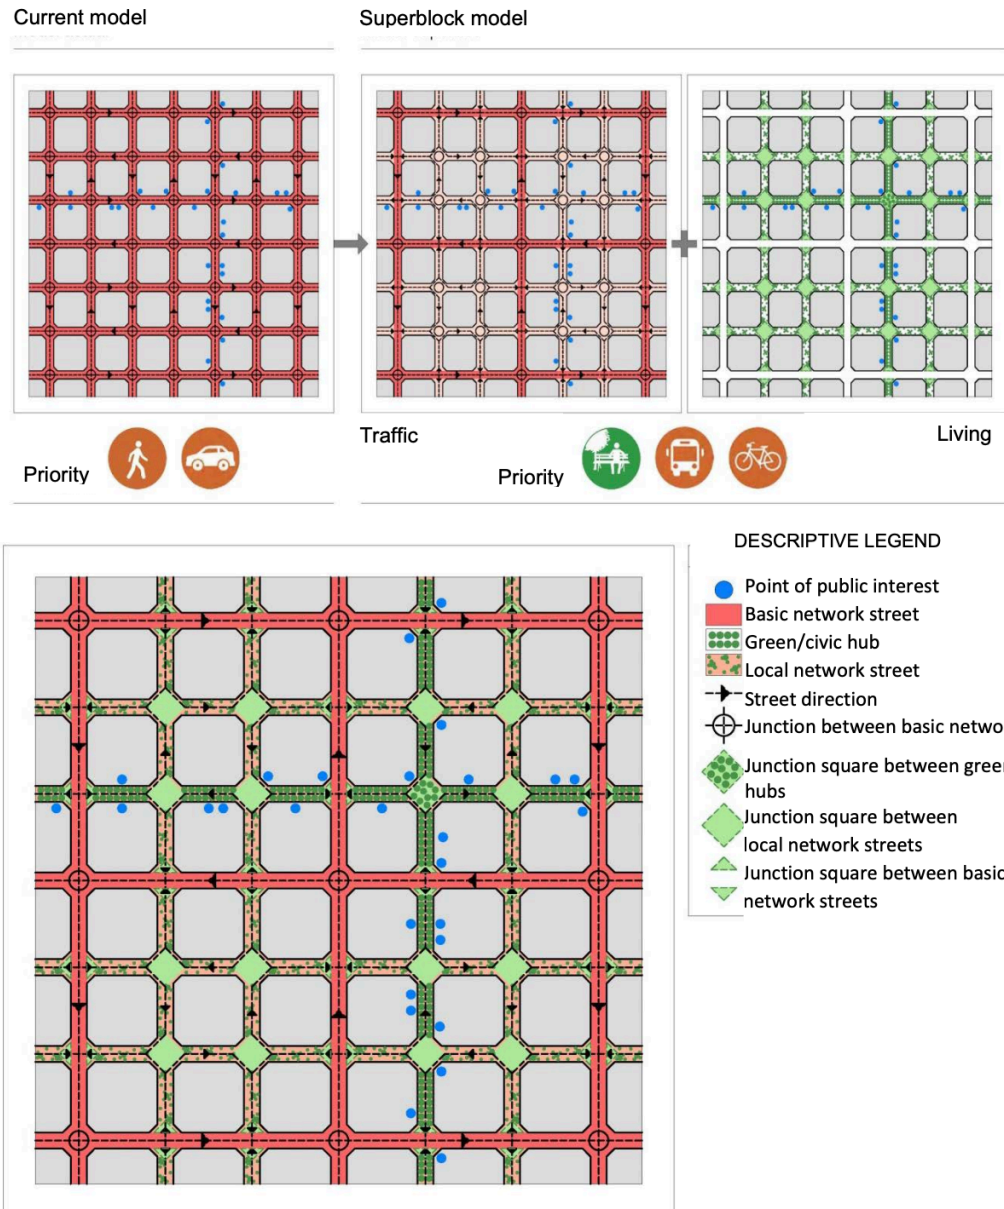 Current model
Superblock model
Traffic
Living
Priority
Priority
DESCRIPTIVE LEGEND
Point of public interest
Basic network street
Green/civic hub
Local network street
Street direction
Junction between basic netwo
Junction square between green
hubs
Junction square between
local network streets
Junction square between basic
network streets